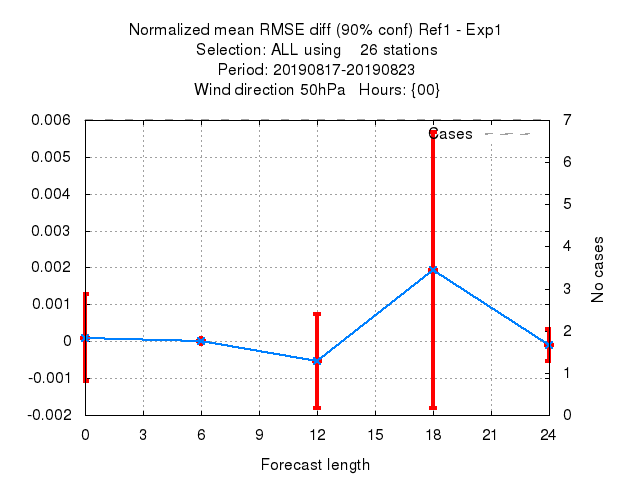 Normalized mean RMSE diff (90% conf) Ref1 - Exp1
Selection: ALL using 26 stations
Period: 20190817-20190823
Wind direction 50hPa Hours: {00}
0.006
0.005
0.004
0.003
0.002
0.001
0
-0.001
-0.002
Cases
7
6
5
4
3
2
1
0
No cases
0 3 6 9 12 15 18 21 24
Forecast length